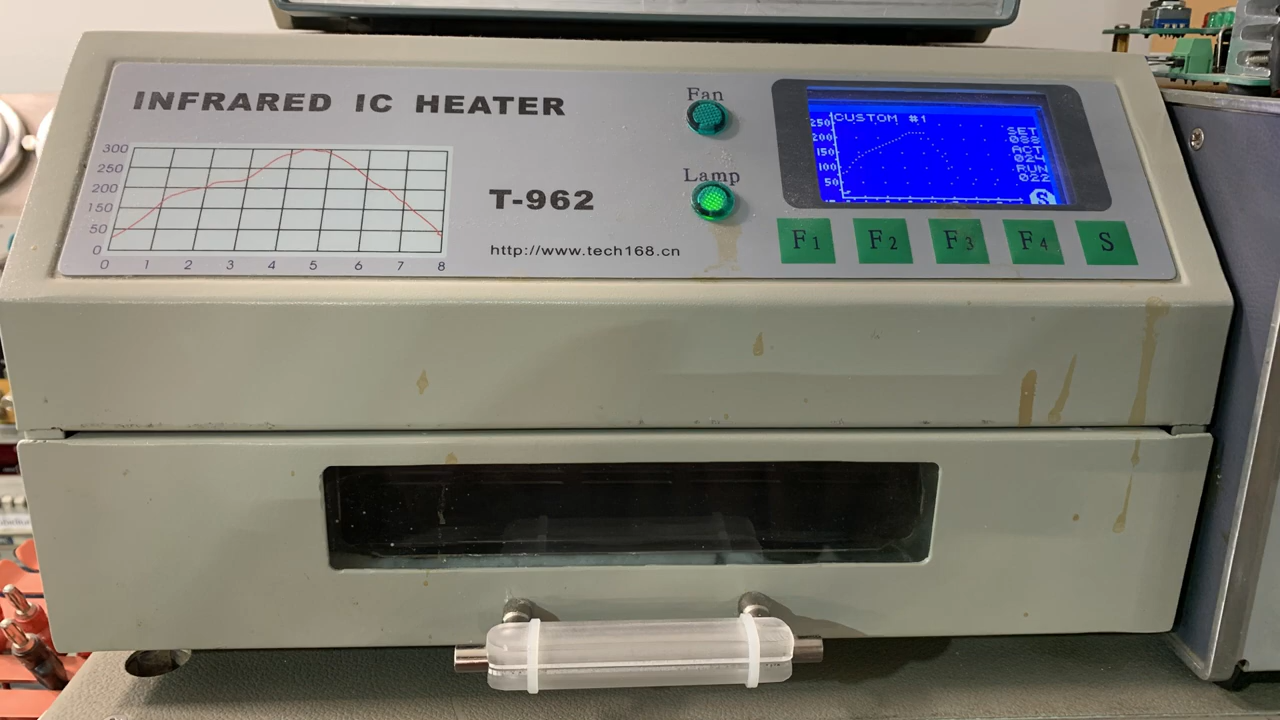 INFRARED IC HEATER
300
250
200
150
50
0
0 1 2 3 4 5 6 7 8
T-962
http://www.tech168.cn
Fan
Lamp
CUSTOM #1
250
200
150
100
50
SET
ACT
024
RUN
022
S
F1 F2 F3 F4 S